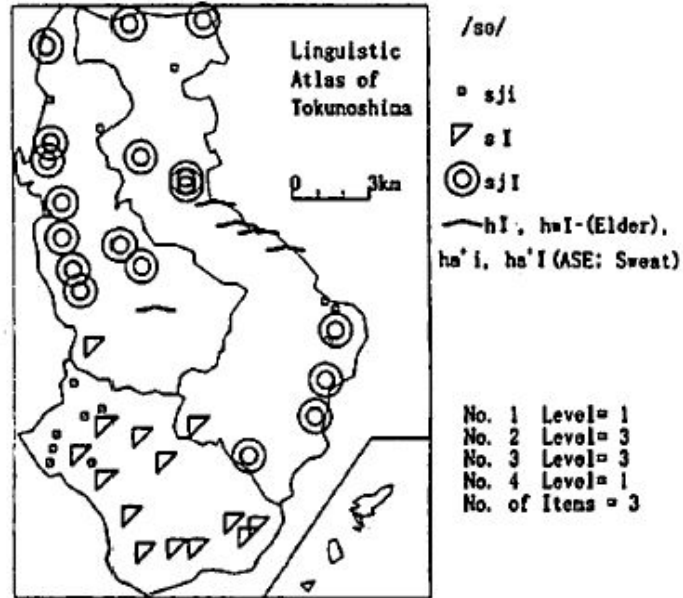 Linguistic
Atlas of
Tokunoshima
0 3km
/so/
sji
sI
sjI
hI, hwI-(Elder),
ha'i, ha'I (ASE: Sweat)
No. 1 Level= 1
No. 2 Level= 3
No. 3 Level= 3
No. 4 Level= 1
No. of Items = 3